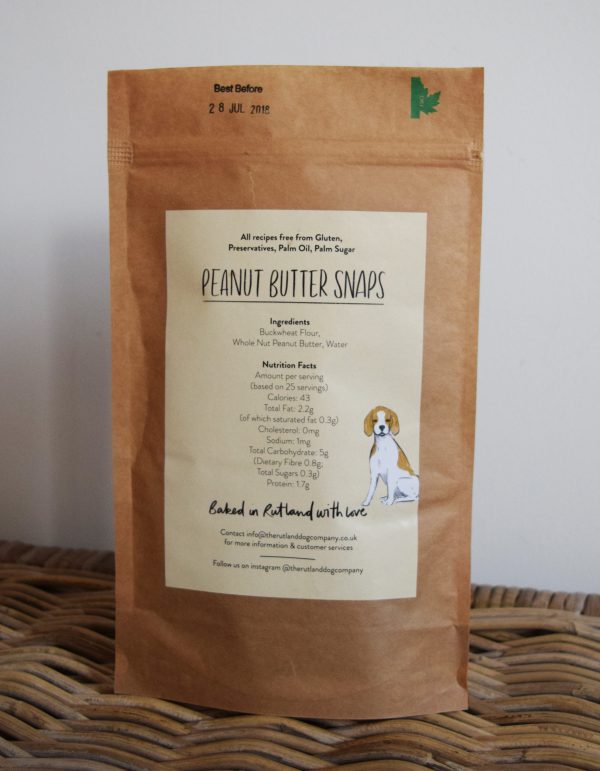 Best Before
28 JUL 2018
All recipes free from Gluten,
Preservatives, Palm Oil, Palm Sugar
PEANUT BUTTER SNAPS
Ingredients
Buckwheat Flour,
Whole Nut Peanut Butter, Water
Nutrition Facts
Amount per serving
(based on 25 servings)
Calories: 43
Total Fat: 2.2g
(of which saturated fat 0.3g)
Cholesterol: 0mg
Sodium: 1mg
Total Carbohydrate: 5g
(Dietary Fibre 0.8g,
Total Sugars 0.3g)
Protein: 1.7g
Baked in Rutland with Love
Contact info@therutlanddogcompany.co.uk
for more information & customer services
Follow us on instagram @therutlanddogcompany